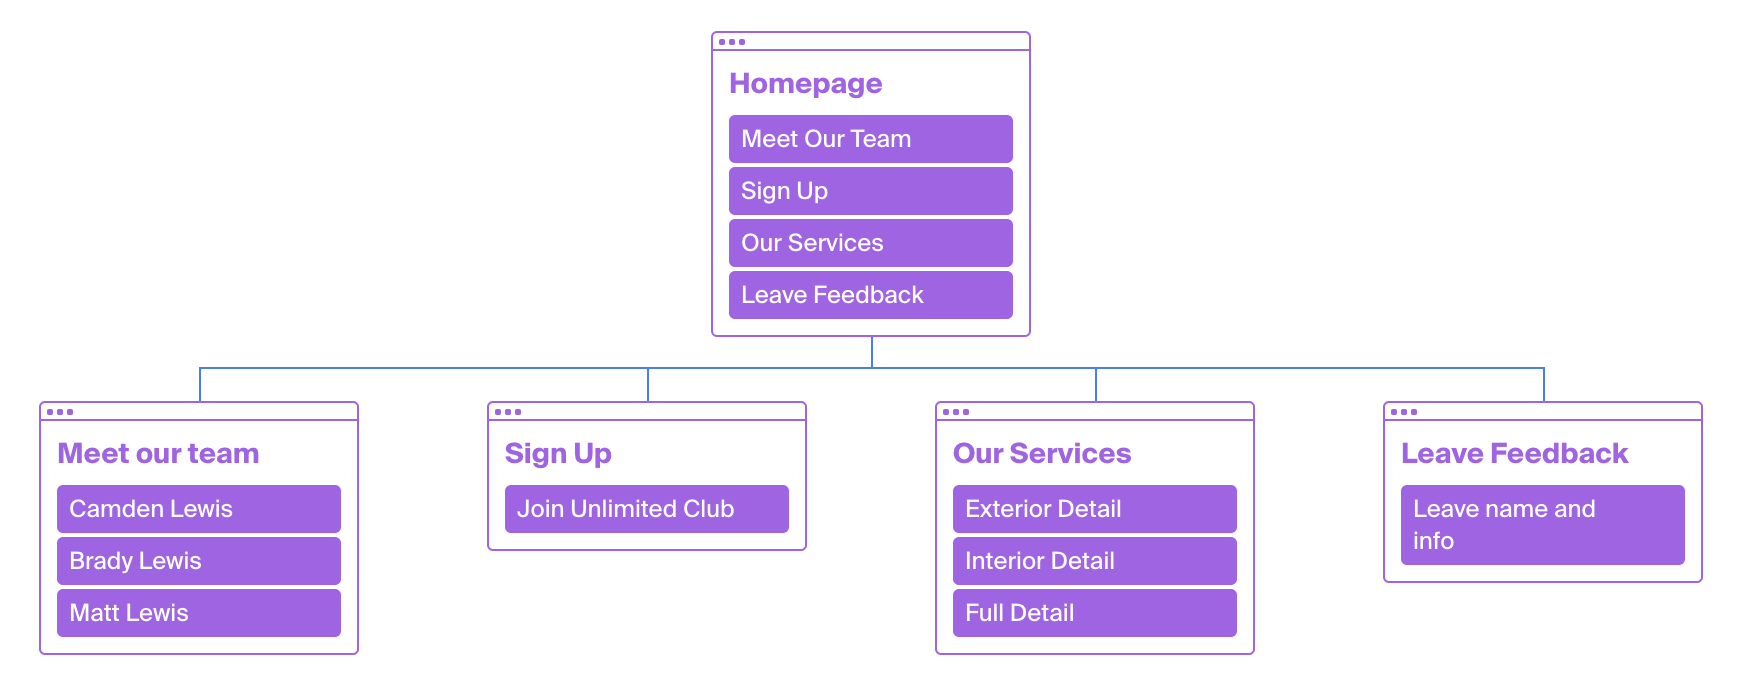 Homepage
Meet Our Team
Sign Up
Our Services
Leave Feedback
Meet our team
Camden Lewis
Brady Lewis
Matt Lewis
Sign Up
Join Unlimited Club
Our Services
Exterior Detail
Interior Detail
Full Detail
Leave Feedback
Leave name and
info